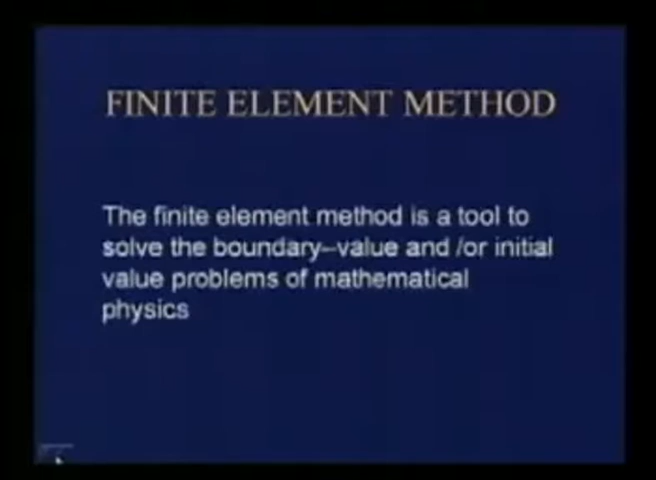 FINITE ELEMENT METHOD
The finite element method is a tool to
solve the boundary–value and /or initial
value problems of mathematical
physics